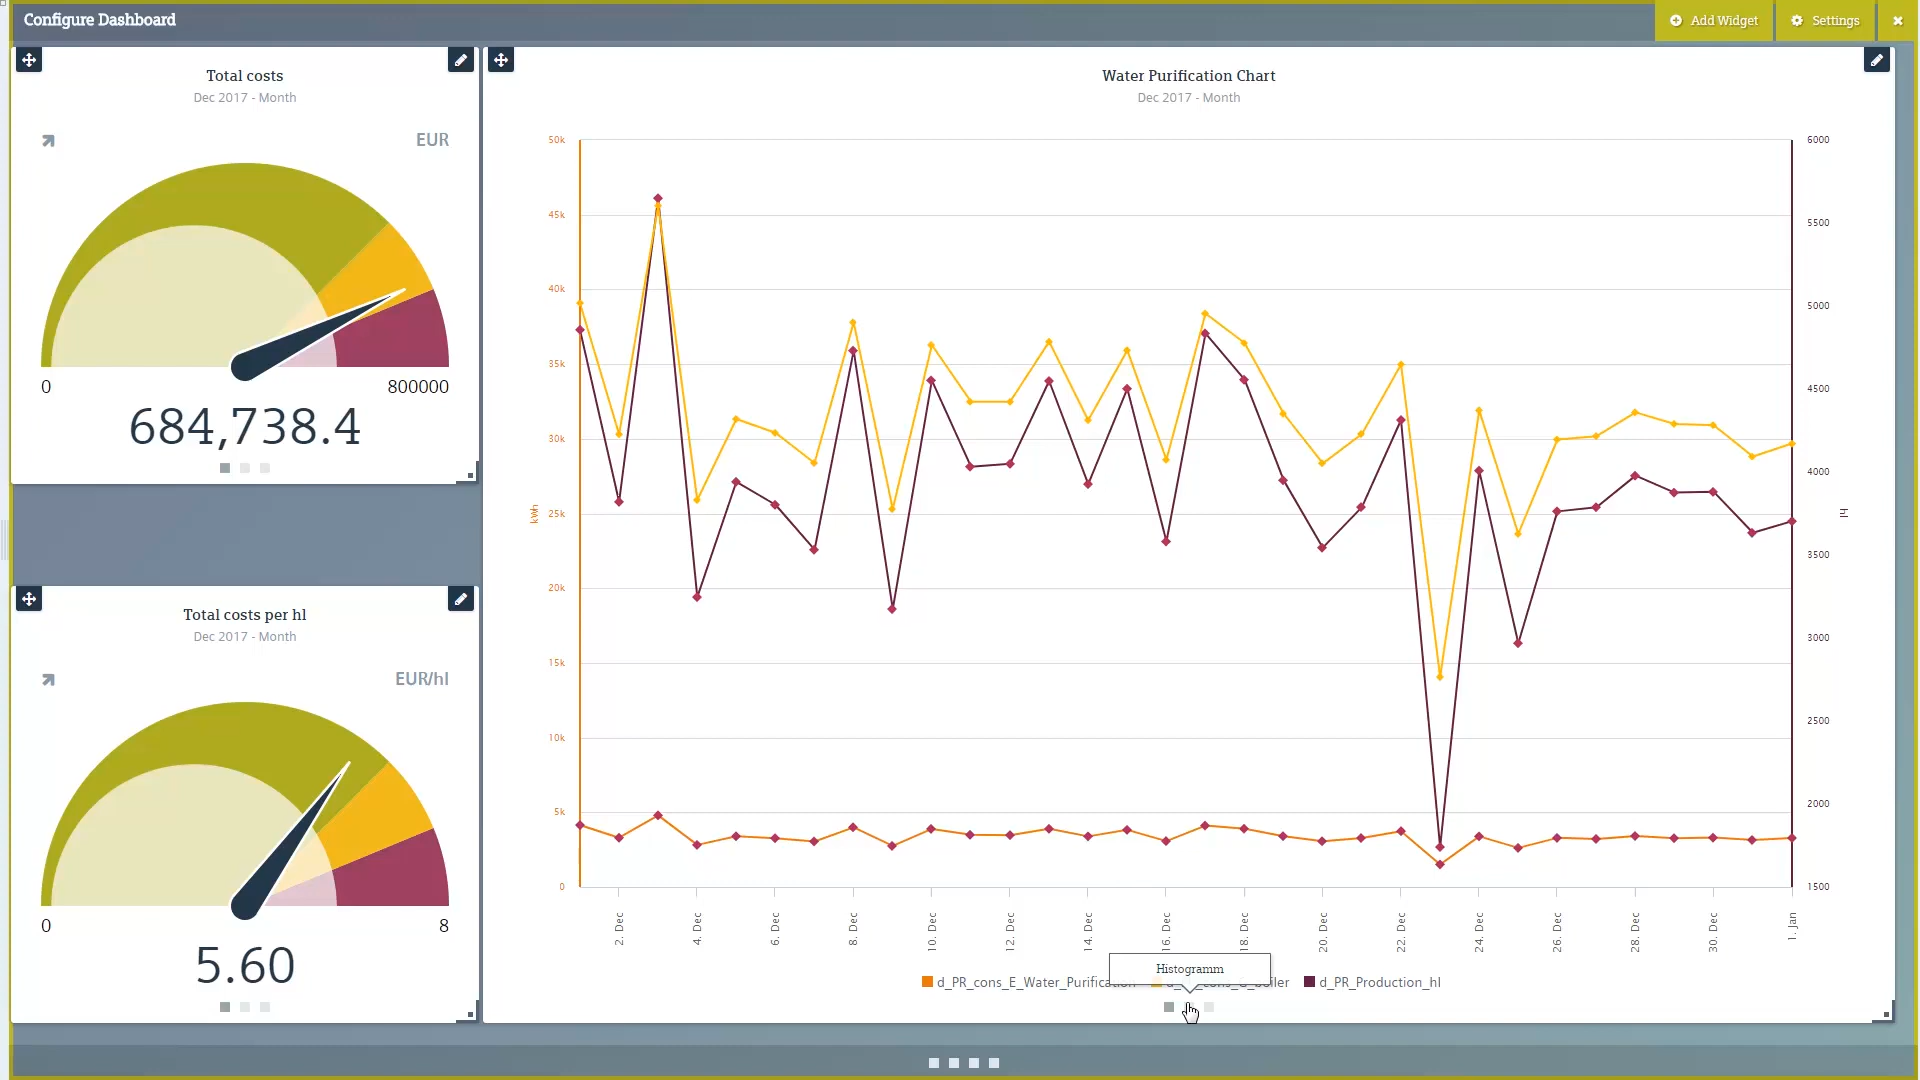 Configure Dashboard
Add Widget
Settings
Total costs
Dec 2017 - Month
EUR
0
800000
684,738.4
Total costs per hl
Dec 2017 - Month
EUR/hl
0
8
5.60
Water Purification Chart
Dec 2017 - Month
50k
45k
40k
35k
30k
25k
20k
15k
10k
5k
0
kWh
6000
5500
5000
4500
4000
3500
3000
2500
2000
1500
hl
2. Dec
4. Dec
6. Dec
8. Dec
10. Dec
12. Dec
14. Dec
16. Dec
18. Dec
20. Dec
22. Dec
24. Dec
26. Dec
28. Dec
30. Dec
1. Jan
Histogramm
d_PR_cons_E_Water_Purification
d_PR_Production_hl